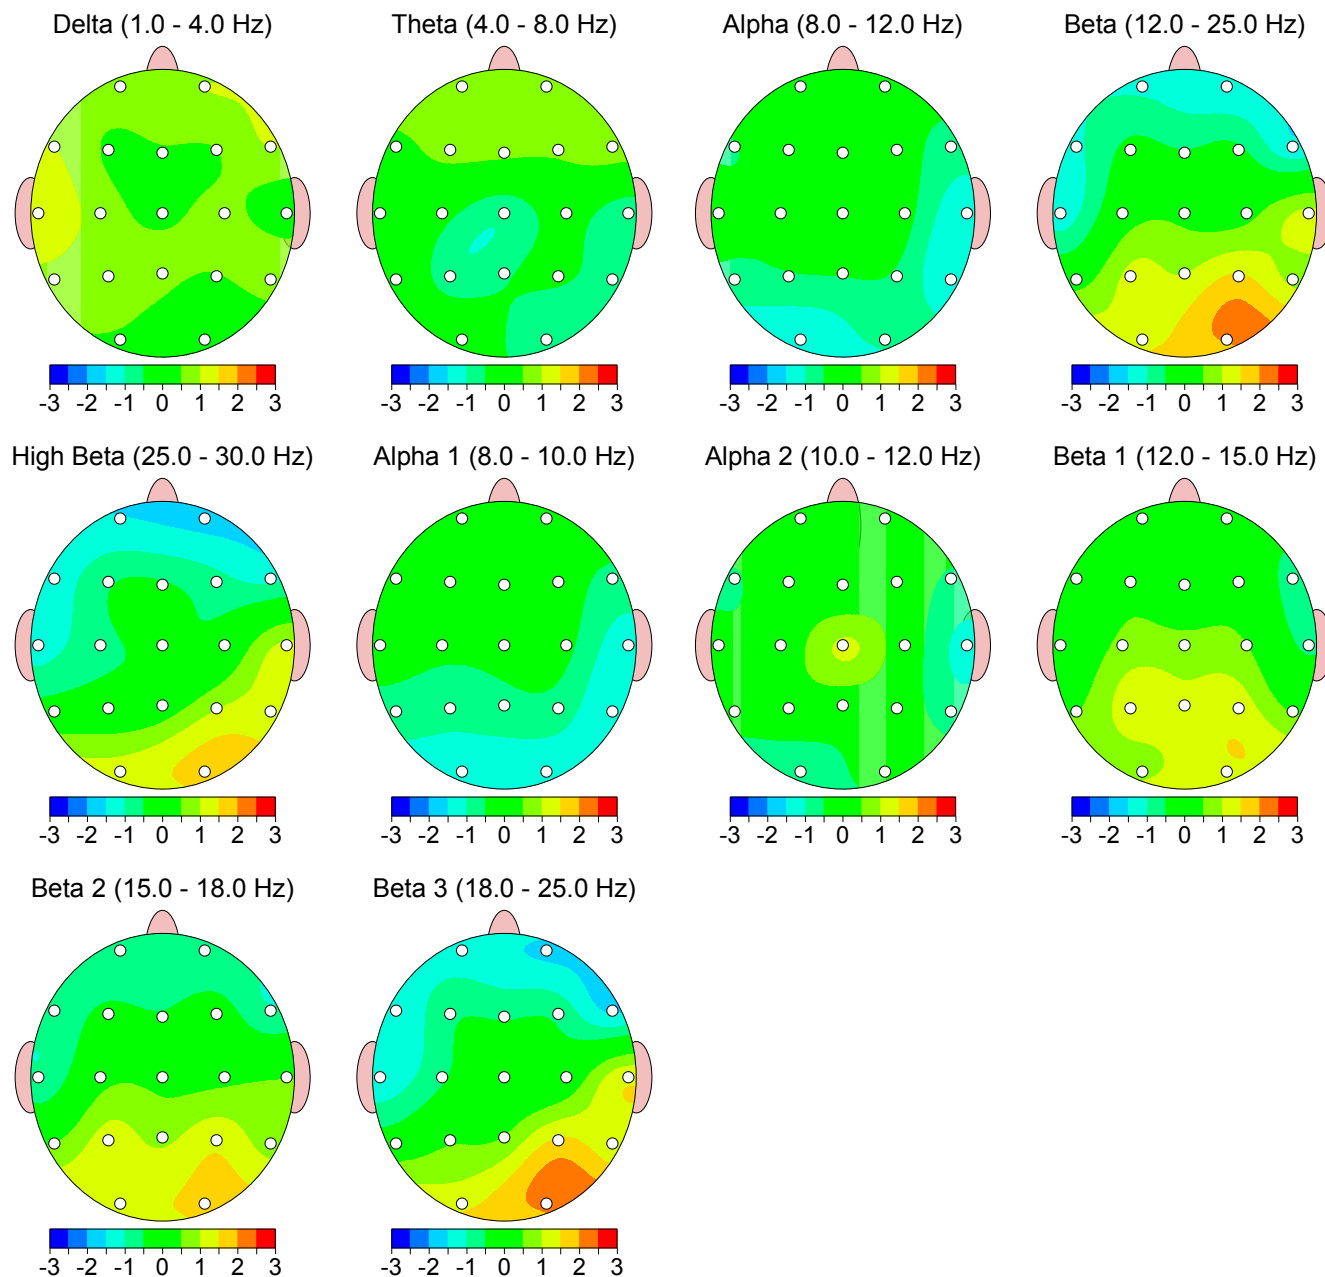 Delta (1.0 - 4.0 Hz) Theta (4.0 - 8.0 Hz) Alpha (8.0 - 12.0 Hz) Beta (12.0 - 25.0 Hz)
-3 -2 -1 0 1 2 3 -3 -2 -1 0 1 2 3 -3 -2 -1 0 1 2 3 -3 -2 -1 0 1 2 3
High Beta (25.0 - 30.0 Hz) Alpha 1 (8.0 - 10.0 Hz) Alpha 2 (10.0 - 12.0 Hz) Beta 1 (12.0 - 15.0 Hz)
-3 -2 -1 0 1 2 3 -3 -2 -1 0 1 2 3 -3 -2 -1 0 1 2 3 -3 -2 -1 0 1 2 3
Beta 2 (15.0 - 18.0 Hz) Beta 3 (18.0 - 25.0 Hz)
-3 -2 -1 0 1 2 3 -3 -2 -1 0 1 2 3